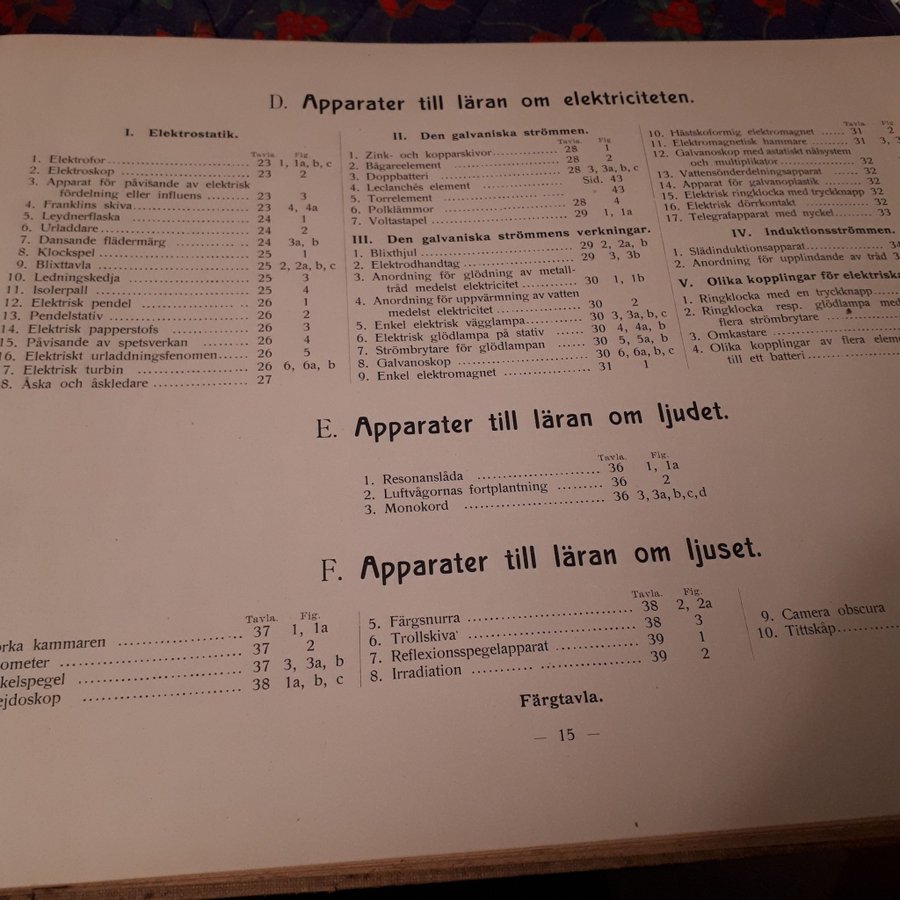 D. Apparater till läran om elektriciteten.
I. Elektrostatik.
Tavla. Fig.
1. Elektrofor 23 1, 1a, b, c
2. Elektroskop 23 2
3. Apparat för påvisande av elektrisk
fördelning eller influens 23 3
4. Franklins skiva 23 4, 4a
5. Leydnerflaska 24 1
6. Urladdare 24 2
7. Dansande flädermärg 24 3a, b
8. Klockspel 25 1
9. Blixttavla 25 2, 2a, b, c
10. Ledningskedja 25 3
11. Isolerpall 25 4
12. Elektrisk pendel 26 1
13. Pendelstativ 26 2
14. Elektrisk papperstofs 26 3
15. Påvisande av spetsverkan 26 4
16. Elektriskt urladdningsfenomen 26 5
7. Elektrisk turbin 26 6, 6a, b
8. Åska och åskledare 27
II. Den galvaniska strömmen.
Tavla. Fig.
1. Zink- och kopparskivor 28 1
2. Bägareelement 28 2
3. Doppbatteri 28 3, 3a, b, c
4. Leclanchés element Sid. 43
5. Torrelement 43
6. Polklämmor 28 4
7. Voltastapel 29 1, 1a
III. Den galvaniska strömmens verkningar.
1. Blixthjul 29 2, 2a, b
2. Elektrodhandtag 29 3, 3b
3. Anordning för glödning av metall-
tråd medelst elektricitet 30 1, 1b
4. Anordning för uppvärmning av vatten
medelst elektricitet 30 2
5. Enkel elektrisk vägglampa 30 3, 3a, b, c
6. Elektrisk glödlampa på stativ 30 4, 4a, b
7. Strömbrytare för glödlampan 30 5, 5a, b
8. Galvanoskop 30 6, 6a, b, c
9. Enkel elektromagnet 31 1
Tavla Fig
10. Hästskoformig elektromagnet 31 2
11. Elektromagnetisk hammare 31 3,
12. Galvanoskop med astatiskt nålsystem
och multiplikator 32
13. Vattensönderdelningsapparat 32
14. Apparat för galvanoplastik 32
15. Elektrisk ringklocka med tryckknapp 32
16. Elektrisk dörrkontakt 32
17. Telegrafapparat med nyckel 33
IV. Induktionsströmmen.
1. Slädinduktionsapparat 34
2. Anordning för upplindande av tråd
V. Olika kopplingar för elektriska
1. Ringklocka med en tryckknapp
2. Ringklocka resp. glödlampa med
flera strömbrytare
3. Omkastare
4. Olika kopplingar av flera
till ett batteri
E. Apparater till läran om ljudet.
Tavla. Fig.
1. Resonanslåda 36 1, 1a
2. Luftvågornas fortplantning 36 2
3. Monokord 36 3, 3a, b, c, d
F. Apparater till läran om ljuset.
Tavla. Fig.
rka kammaren 37 1, 1a
ometer 37 2
kelspegel 37 3, 3a, b
ejdoskop 38 1a, b, c
Tavla. Fig.
5. Färgsnurra 38 2, 2a
6. Trollskiva 38 3
7. Reflexionsspegelapparat 39 1
8. Irradiation 39 2
9. Camera obscura
10. Tittskåp
Färgtavla.
— 15 —